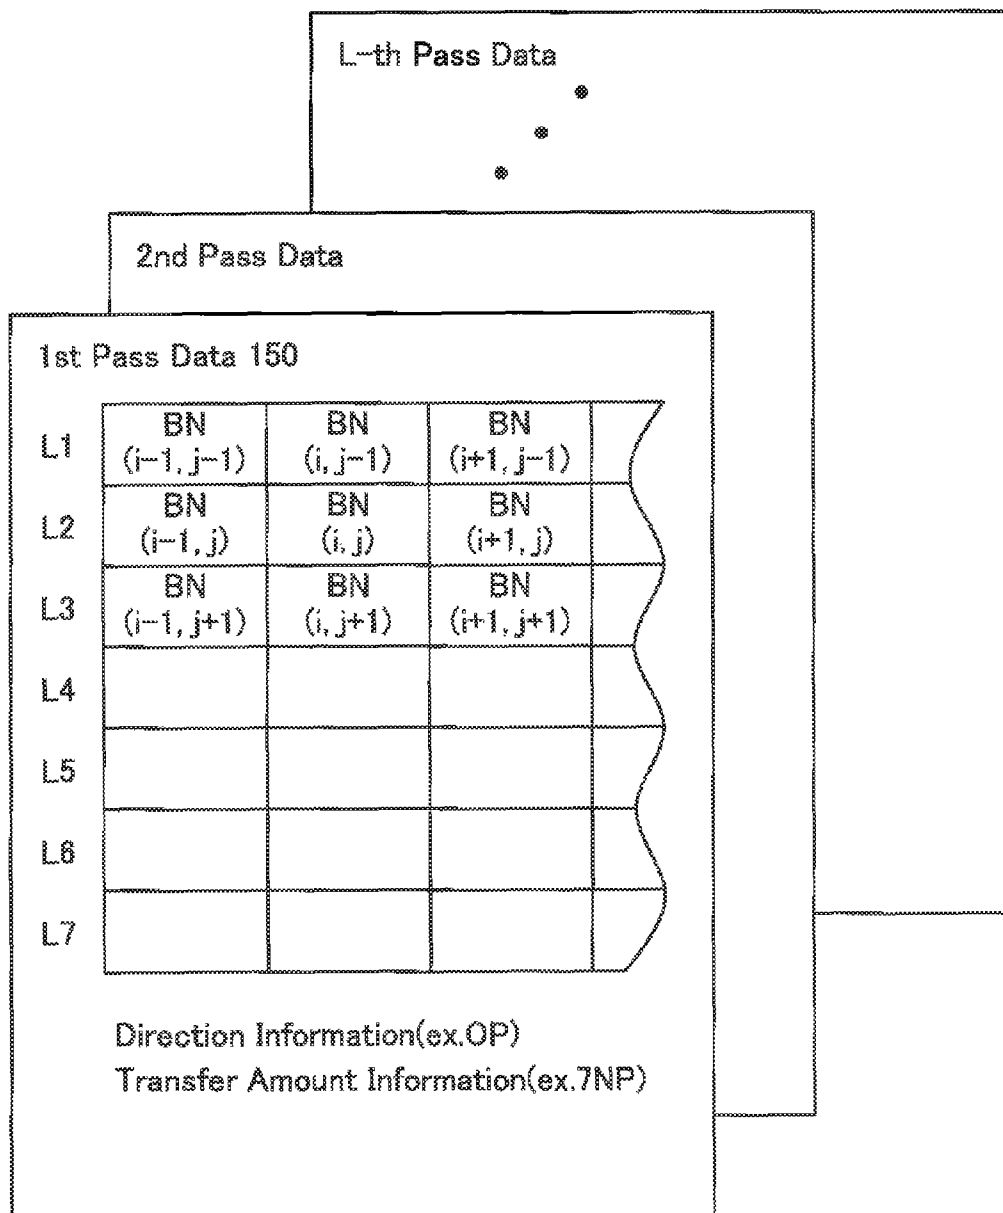 L-th Pass Data
2nd Pass Data
1st Pass Data 150
L1 BN (i-1, j-1) BN (i, j-1) BN (i+1, j-1)
L2 BN (i-1, j) BN (i, j) BN (i+1, j)
L3 BN (i-1, j+1) BN (i, j+1) BN (i+1, j+1)
L4
L5
L6
L7
Direction Information(ex.OP)
Transfer Amount Information(ex.7NP)